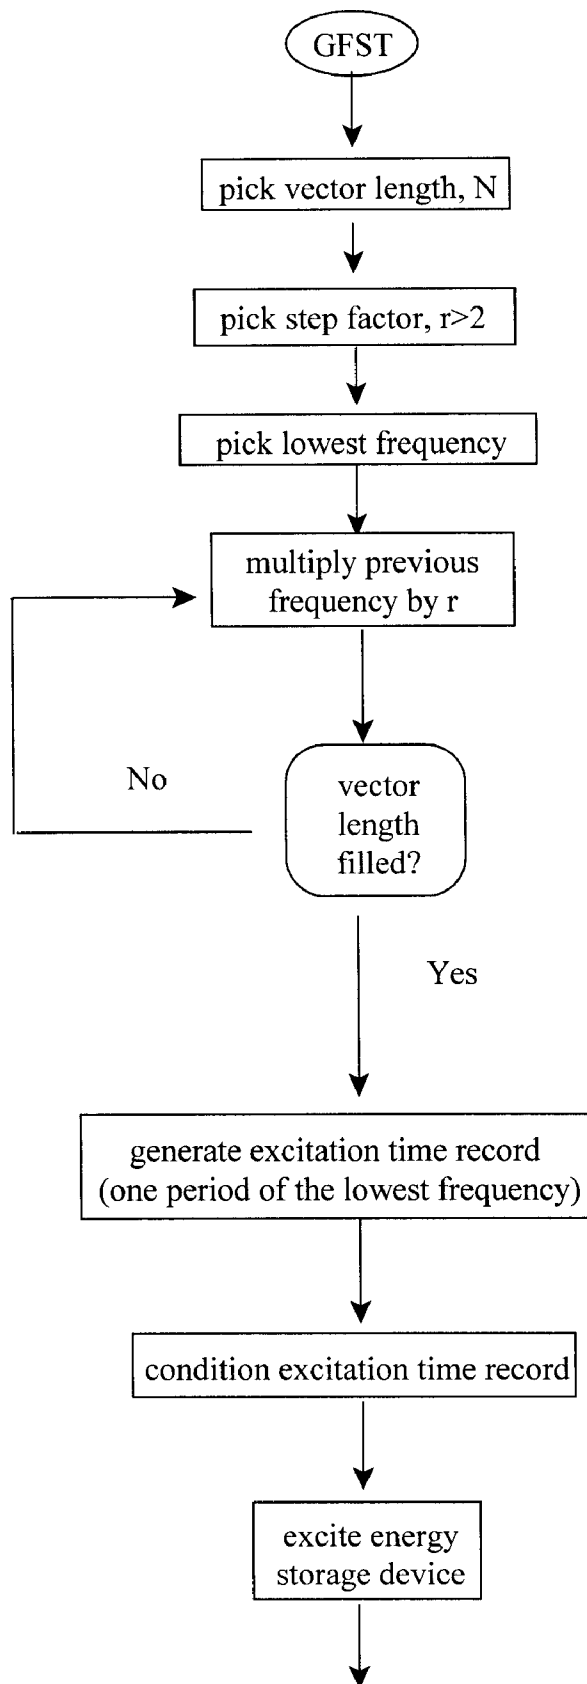 GFST
pick vector length, N
pick step factor, r>2
pick lowest frequency
multiply previous
frequency by r
No
vector
length
filled?
Yes
generate excitation time record
(one period of the lowest frequency)
condition excitation time record
excite energy
storage device